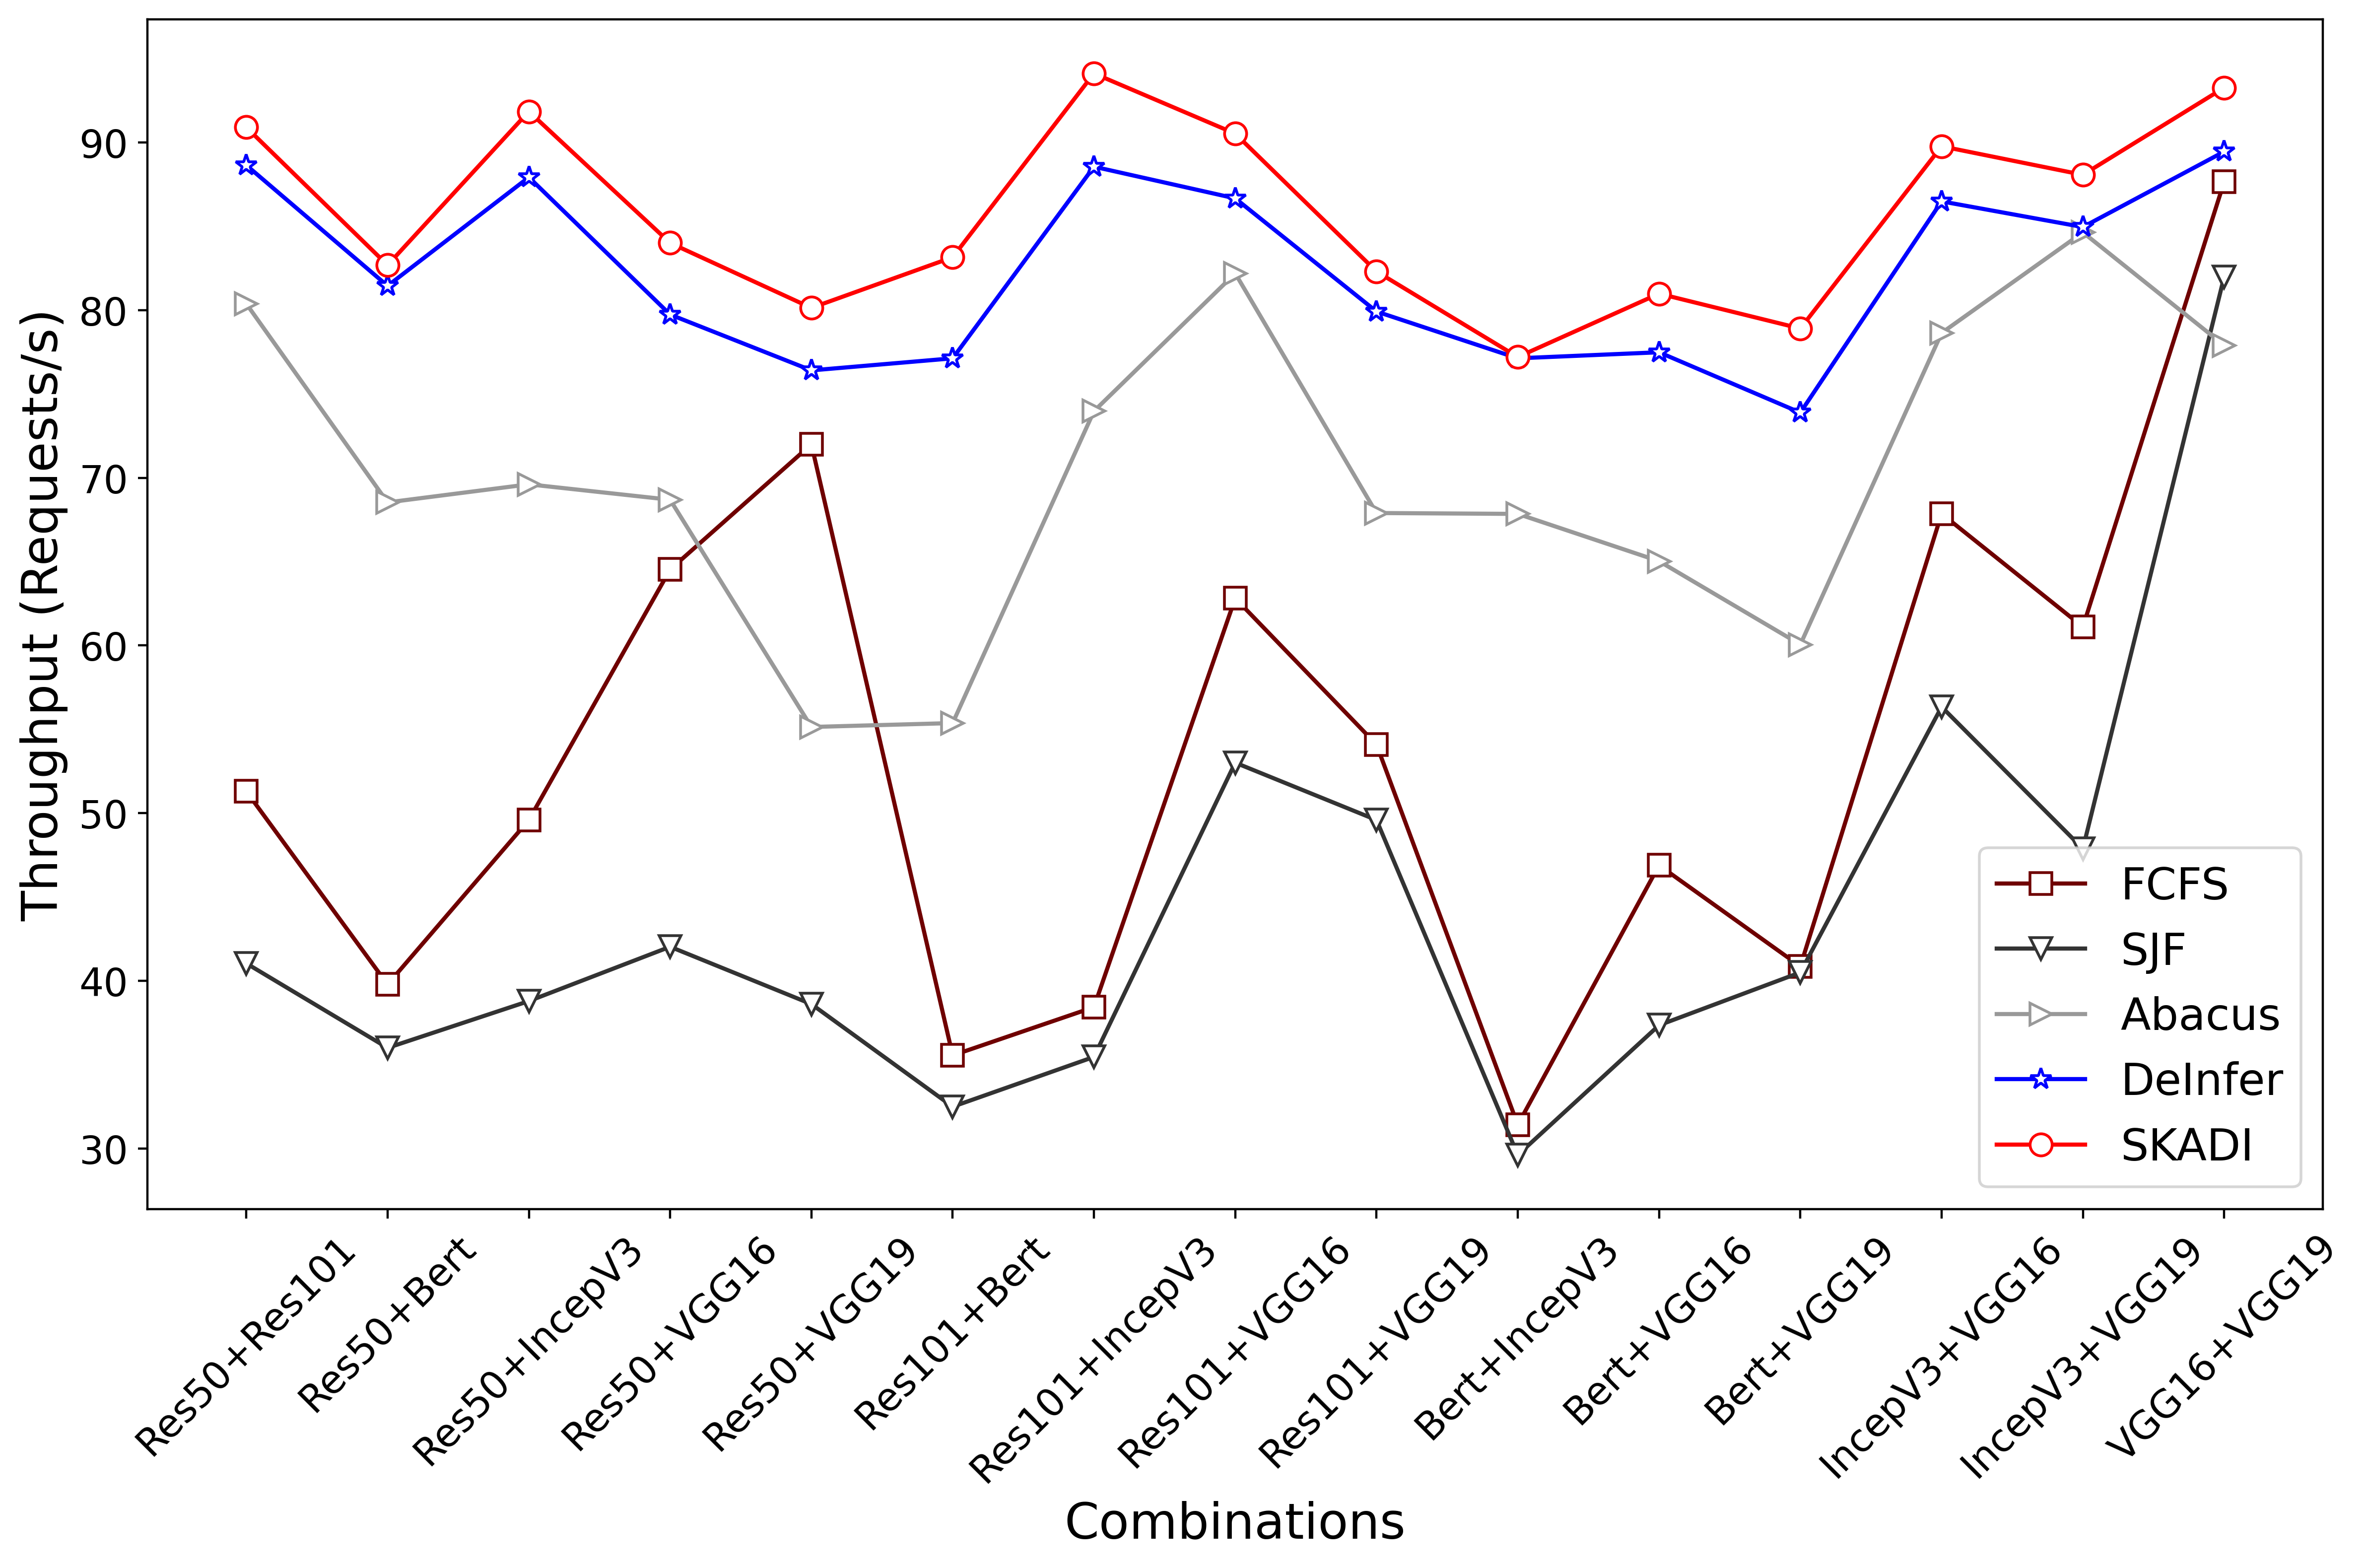 Throughput (Requests/s)
90
80
70
60
50
40
30
FCFS
SJF
Abacus
DeInfer
SKADI
Res50+Res101
Res50+Bert
Res50+IncepV3
Res50+VGG16
Res50+VGG19
Res101+Bert
Res101+IncepV3
Res101+VGG16
Res101+VGG19
Bert+IncepV3
Bert+VGG16
Bert+VGG19
IncepV3+VGG16
IncepV3+VGG19
VGG16+VGG19
Combinations